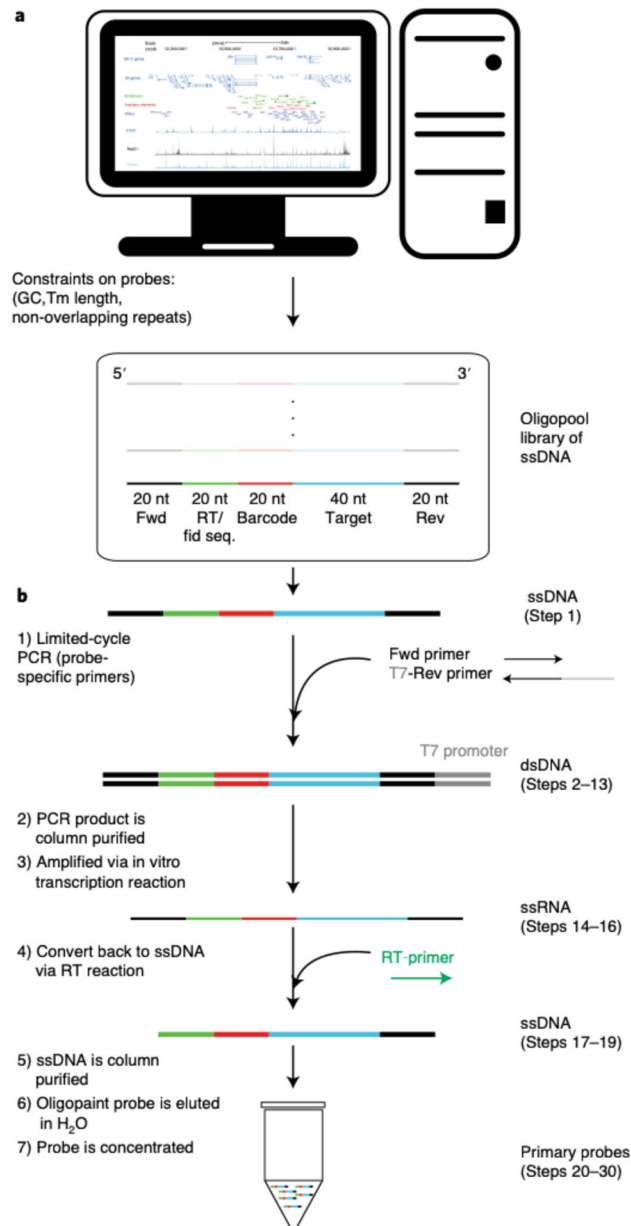 a
Constraints on probes:
(GC,Tm length,
non-overlapping repeats)
5′ 3′
Oligopool
library of
ssDNA
20 nt 20 nt 20 nt 40 nt 20 nt
Fwd RT/ Barcode Target Rev
fid seq.
b
ssDNA
(Step 1)
1) Limited-cycle
PCR (probe-
specific primers)
Fwd primer
T7-Rev primer
T7 promoter
dsDNA
(Steps 2–13)
2) PCR product is
column purified
3) Amplified via in vitro
transcription reaction
ssRNA
(Steps 14–16)
4) Convert back to ssDNA
via RT reaction
RT-primer
ssDNA
(Steps 17–19)
5) ssDNA is column
purified
6) Oligopaint probe is eluted
in H₂O
7) Probe is concentrated
Primary probes
(Steps 20–30)